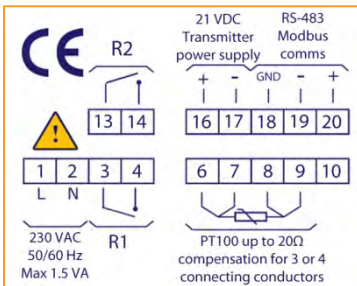 CE
R2
21 VDC
Transmitter
power supply
RS-483
Modbus
comms
+ - GND - +
13 14
16 17 18 19 20
1 2 3 4
6 7 8 9 10
L N
230 VAC
50/60 Hz
Max 1.5 VA
R1
PT100 up to 20Ω
compensation for 3 or 4
connecting conductors